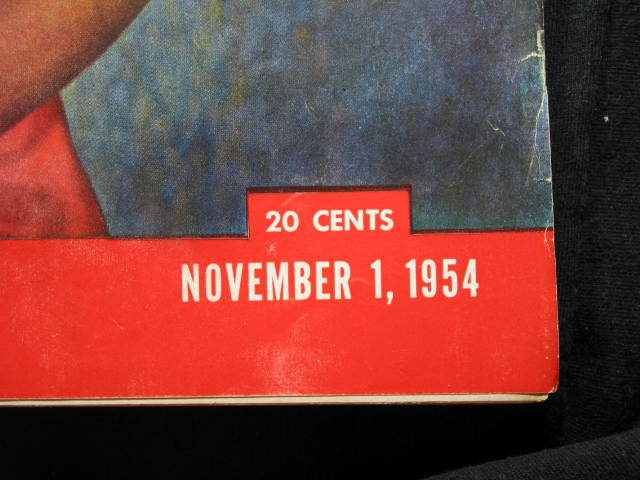 20 CENTS
NOVEMBER 1, 1954